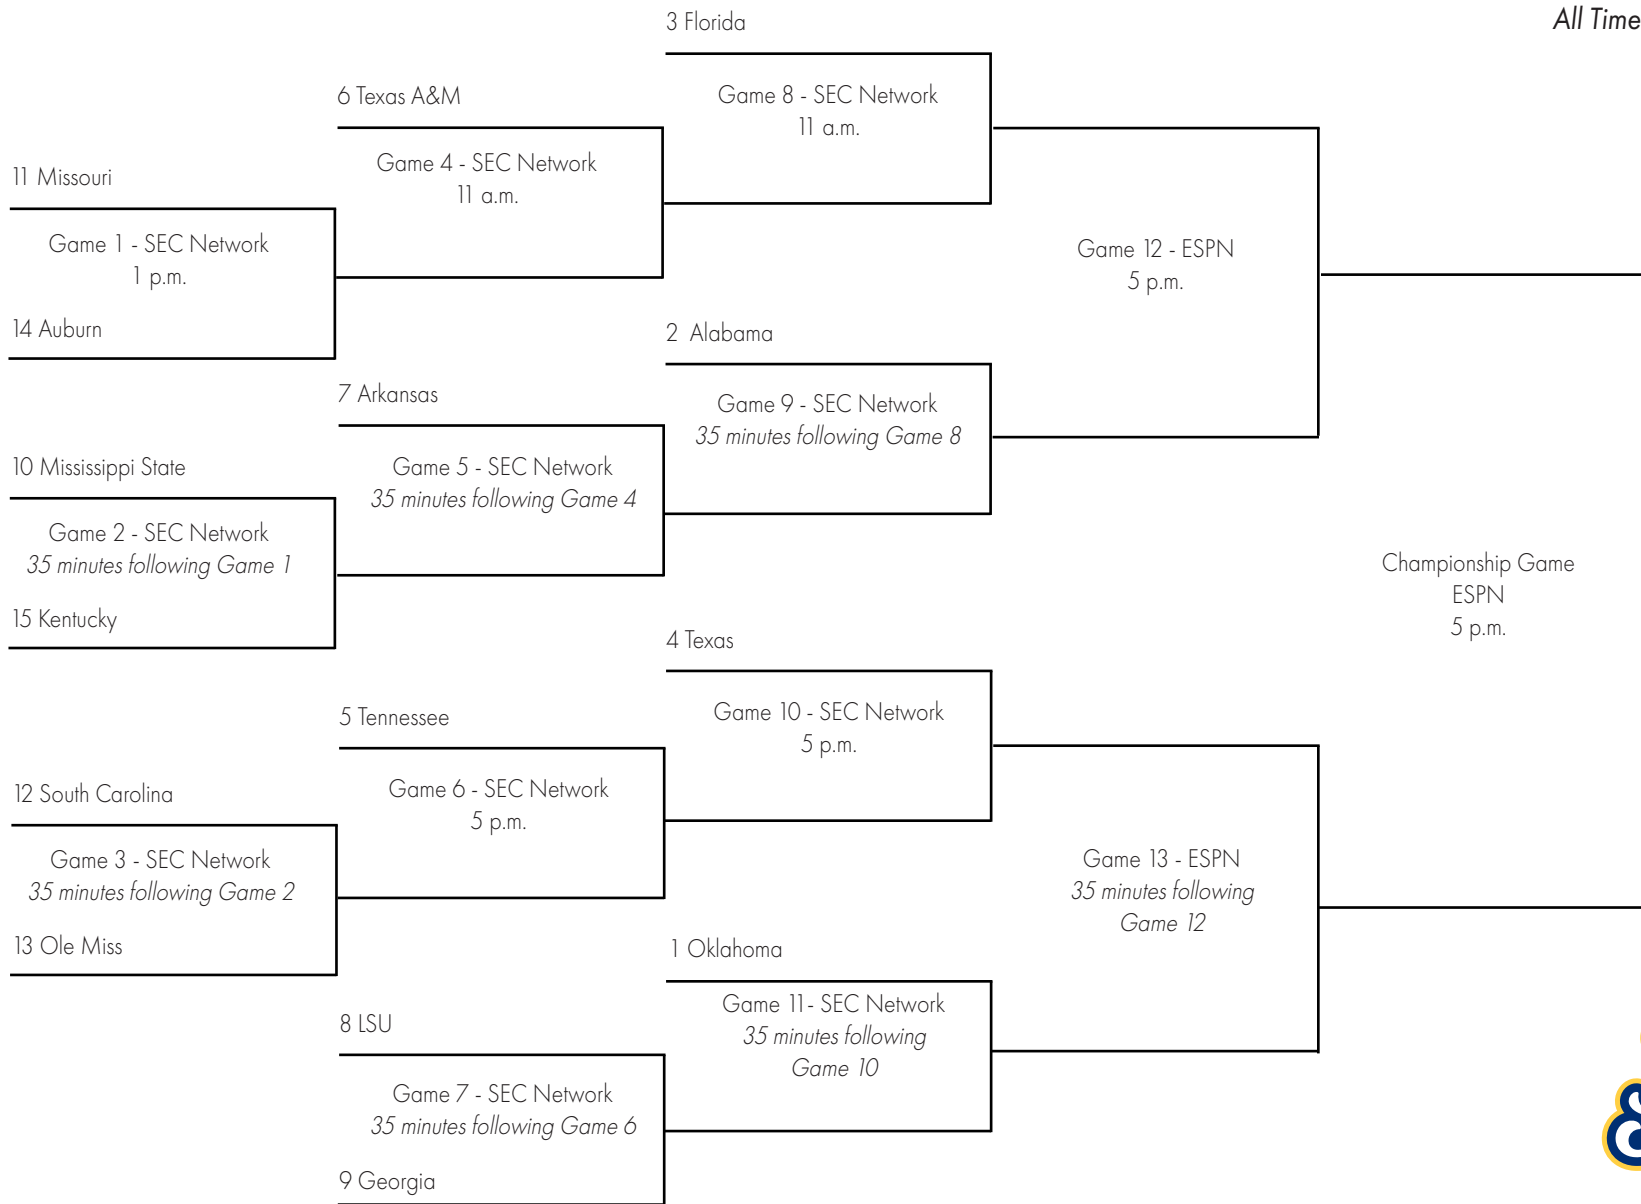 All Time
3 Florida
Game 8 - SEC Network
11 a.m.
6 Texas A&M
Game 4 - SEC Network
11 a.m.
11 Missouri
Game 1 - SEC Network
1 p.m.
14 Auburn
Game 12 - ESPN
5 p.m.
2 Alabama
Game 9 - SEC Network
35 minutes following Game 8
7 Arkansas
Game 5 - SEC Network
35 minutes following Game 4
10 Mississippi State
Game 2 - SEC Network
35 minutes following Game 1
15 Kentucky
Championship Game
ESPN
5 p.m.
4 Texas
Game 10 - SEC Network
5 p.m.
5 Tennessee
Game 6 - SEC Network
5 p.m.
12 South Carolina
Game 3 - SEC Network
35 minutes following Game 2
13 Ole Miss
Game 13 - ESPN
35 minutes following
Game 12
1 Oklahoma
Game 11- SEC Network
35 minutes following
Game 10
8 LSU
Game 7 - SEC Network
35 minutes following Game 6
9 Georgia